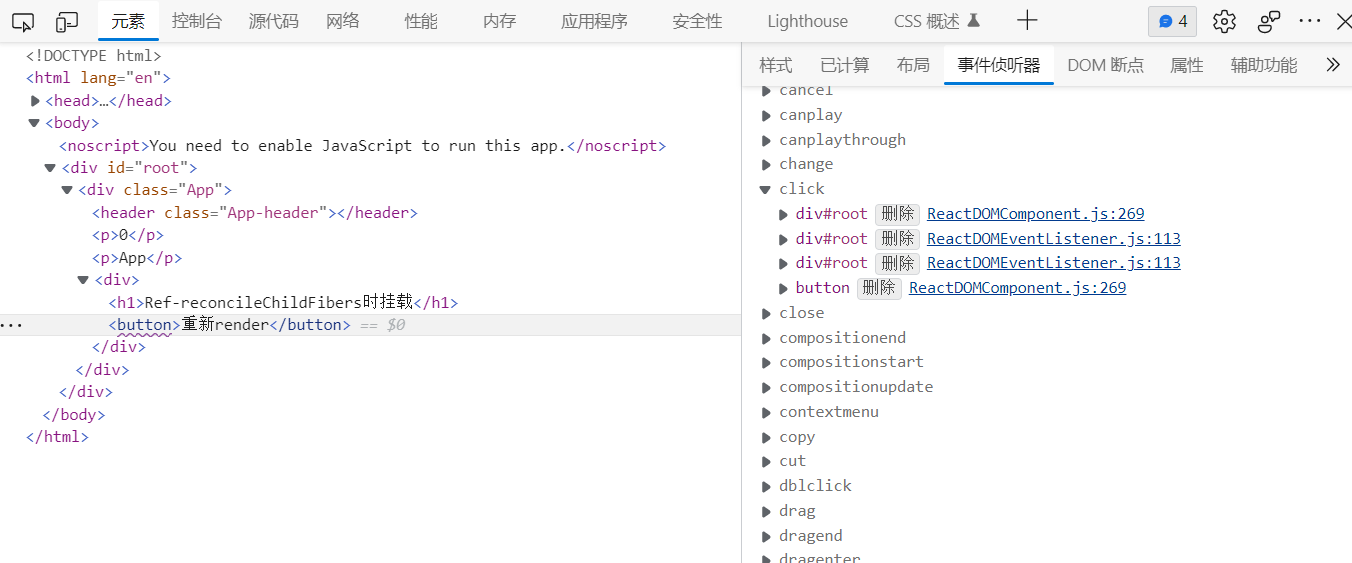 元素 控制台 源代码 网络 性能 内存 应用程序 安全性 Lighthouse CSS 概述 4
<!DOCTYPE html>
<html lang="en">
<head>…</head>
<body>
<noscript>You need to enable JavaScript to run this app.</noscript>
<div id="root">
<div class="App">
<header class="App-header"></header>
<p>0</p>
<p>App</p>
<div>
<h1>Ref-reconcileChildFibers时挂载</h1>
<button>重新render</button> == $0
</div>
</div>
</div>
</body>
</html>
样式 已计算 布局 事件侦听器 DOM 断点 属性 辅助功能
cancel
canplay
canplaythrough
change
click
div#root 删除 ReactDOMComponent.js:269
div#root 删除 ReactDOMEventListener.js:113
div#root 删除 ReactDOMEventListener.js:113
button 删除 ReactDOMComponent.js:269
close
compositionend
compositionstart
compositionupdate
contextmenu
copy
cut
dblclick
drag
dragend
dragenter